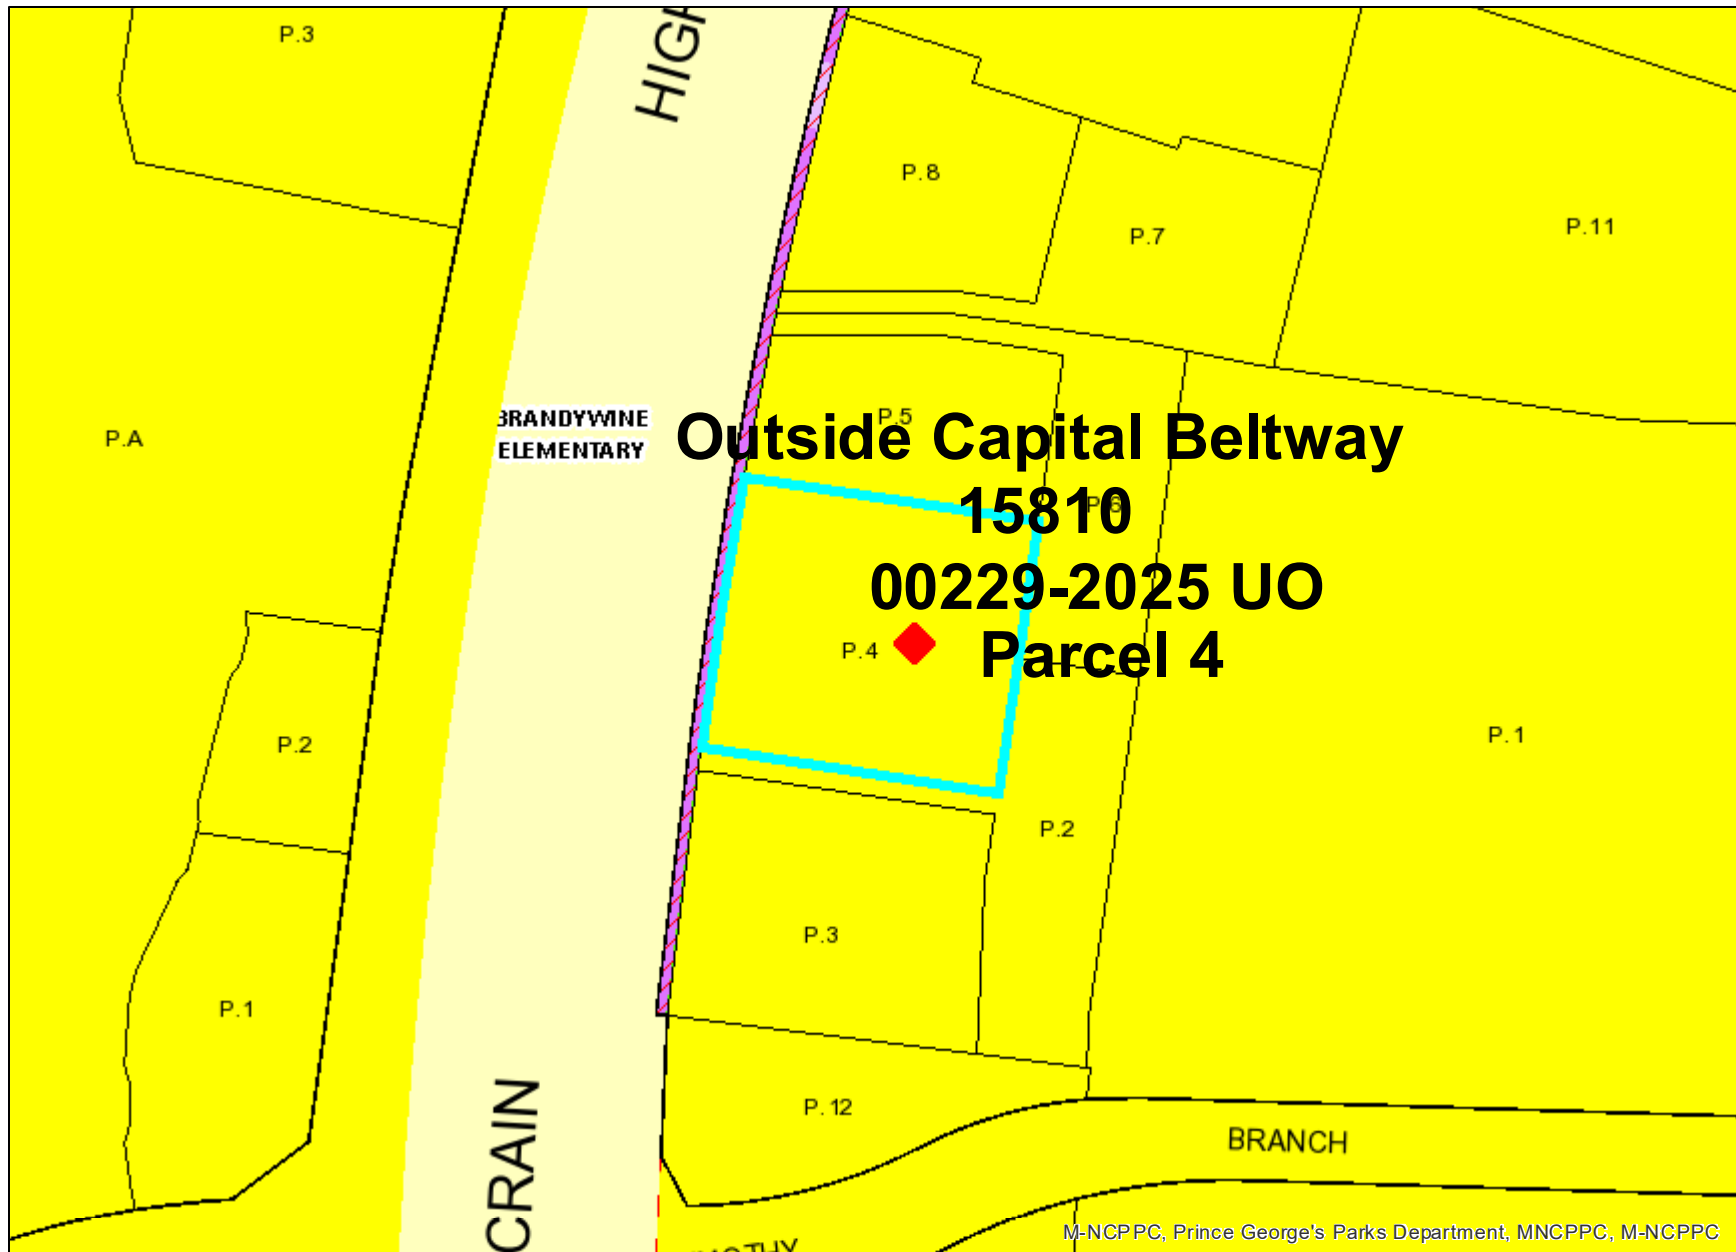 P.3
HIGH
P.8
P.7
P.11
P.5
P.A
BRANDYWINE
ELEMENTARY
Outside Capital Beltway
15810
P.6
00229-2025 UO
P.4
Parcel 4
P.2
P.1
P.2
P.3
P.1
P.12
CRAIN
BRANCH
M-NCPPC, Prince George's Parks Department, MNCPPC, M-NCPPC